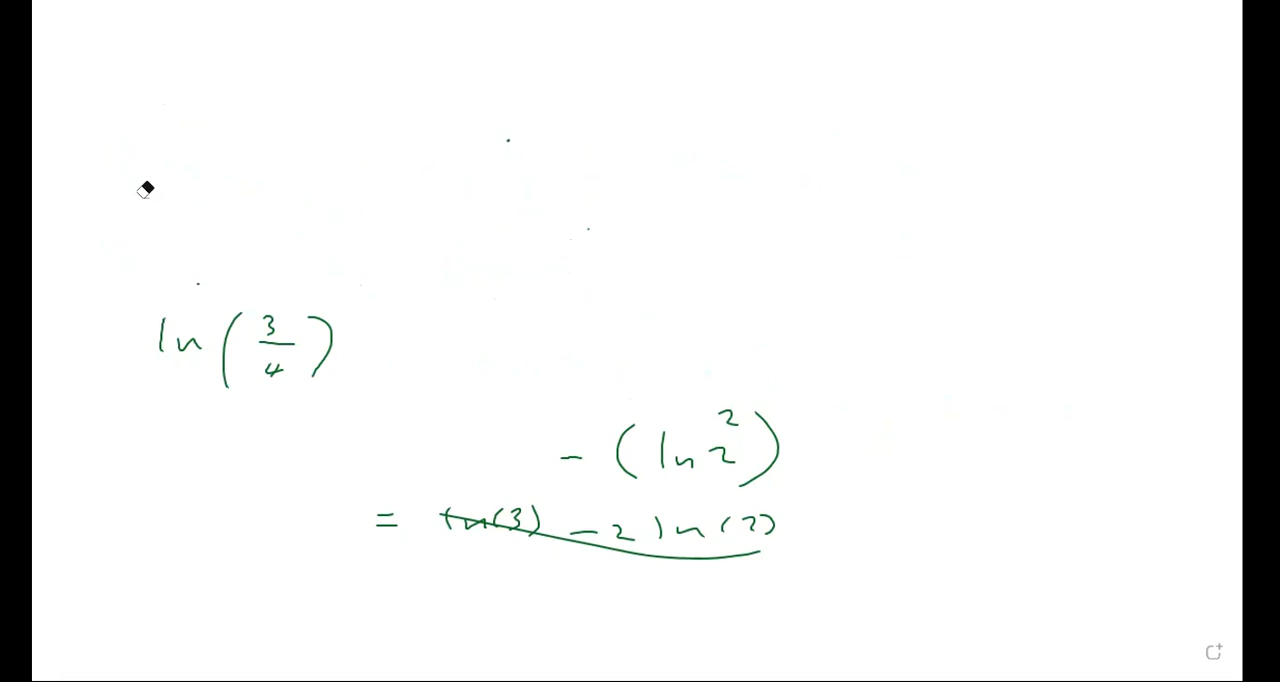 ln(3/4)
- (ln 2²)
= ln(3) - 2 ln(2)